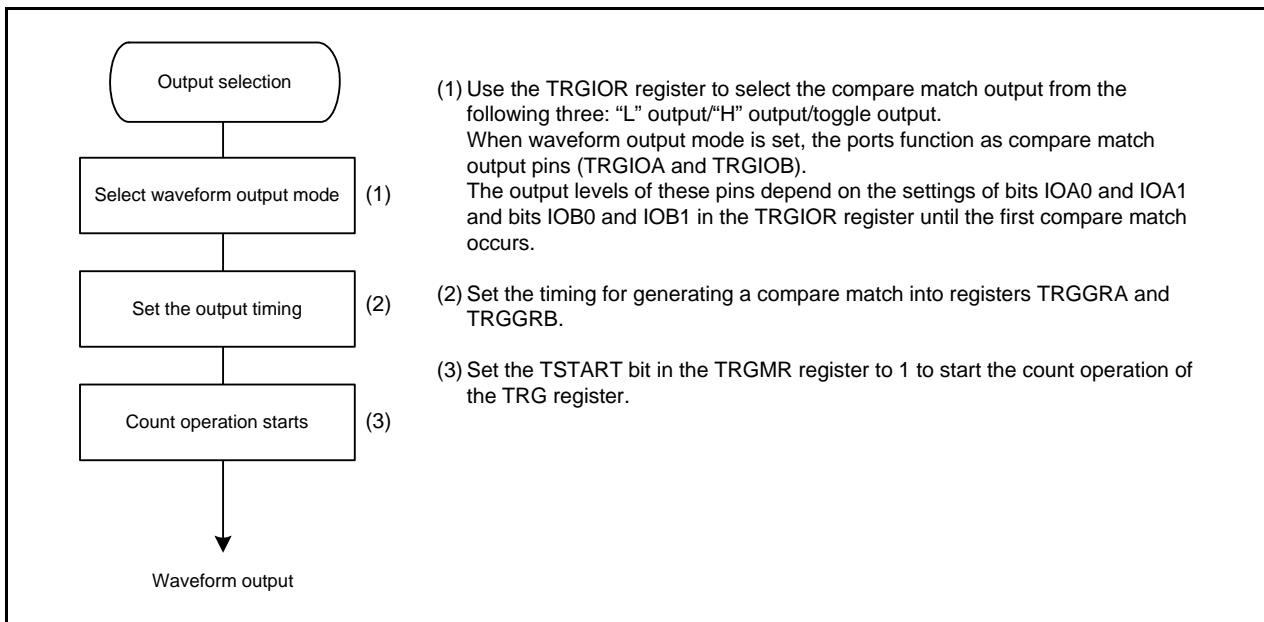 Output selection
Select waveform output mode
(1)
Set the output timing
(2)
Count operation starts
(3)
Waveform output
(1) Use the TRGIOR register to select the compare match output from the
following three: “L” output/“H” output/toggle output.
When waveform output mode is set, the ports function as compare match
output pins (TRGIOA and TRGIOB).
The output levels of these pins depend on the settings of bits IOA0 and IOA1
and bits IOB0 and IOB1 in the TRGIOR register until the first compare match
occurs.
(2) Set the timing for generating a compare match into registers TRGGRA and
TRGGRB.
(3) Set the TSTART bit in the TRGMR register to 1 to start the count operation of
the TRG register.